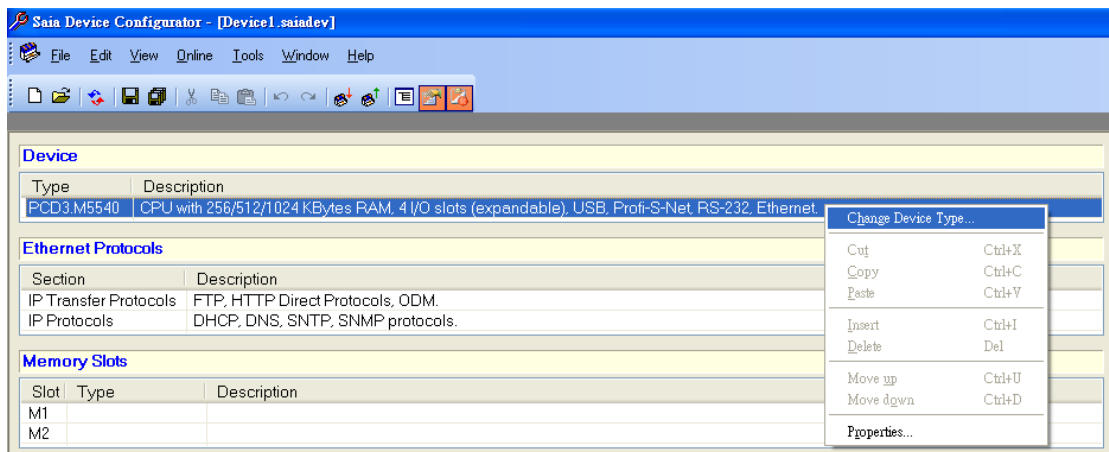 Saia Device Configurator - [Device1.saiadev]
File Edit View Online Tools Window Help
Device
Type Description
PCD3.M5540 CPU with 256/512/1024 KBytes RAM, 4 I/O slots (expandable), USB, Profi-S-Net, RS-232, Ethernet.
Change Device Type...
Cut Ctrl+X
Copy Ctrl+C
Paste Ctrl+V
Insert Ctrl+I
Delete Del
Move up Ctrl+U
Move down Ctrl+D
Properties...
Ethernet Protocols
Section Description
IP Transfer Protocols FTP, HTTP Direct Protocols, ODM.
IP Protocols DHCP, DNS, SNTP, SNMP protocols.
Memory Slots
Slot Type Description
M1
M2